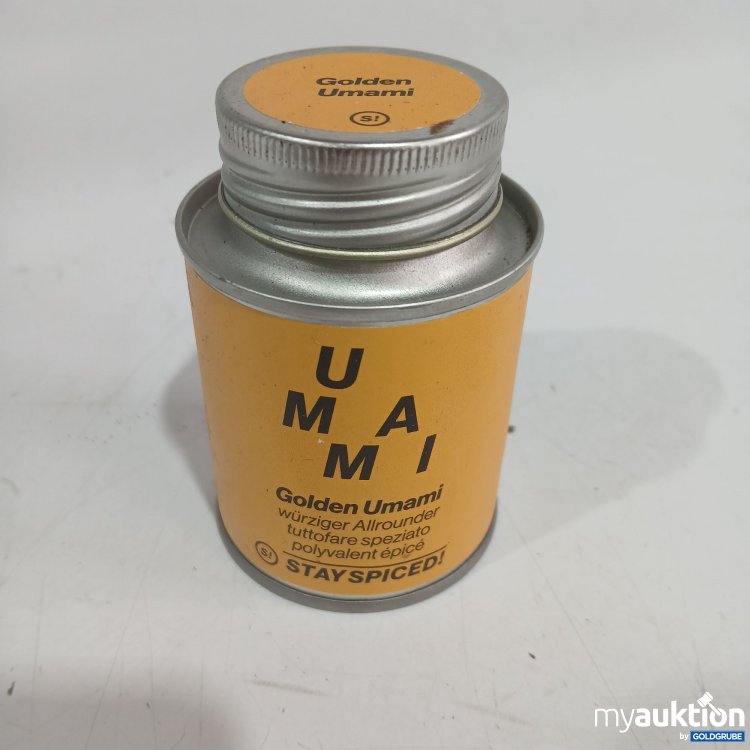 Golden
Umami
S!
U
M A
M I
Golden Umami
würziger Allrounder
tuttofare speziato
polyvalent épicé
S! STAY SPICED!
myauktion
by GOLDGRUBE